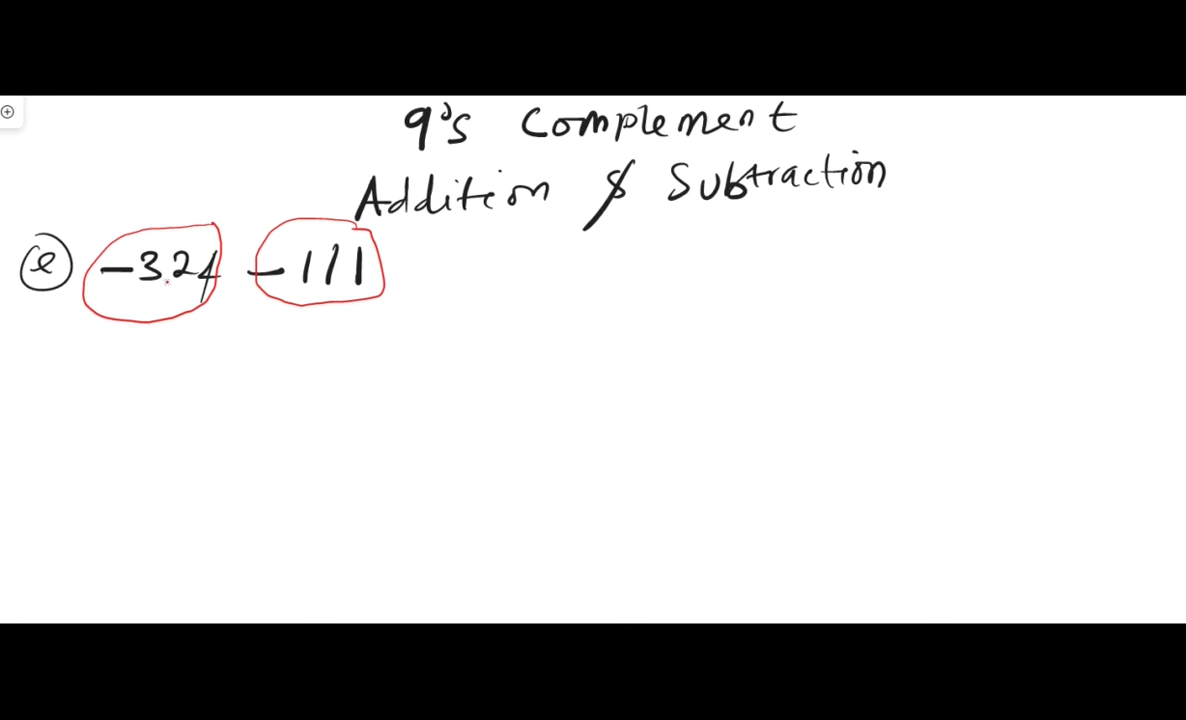 9's Complement
Addition & Subtraction
(e) -324 -111